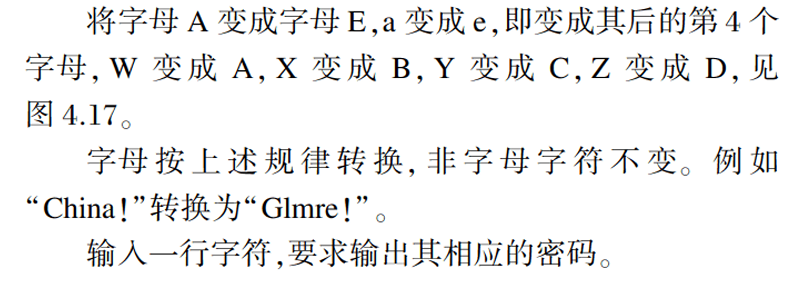 将字母 A 变成字母 E,a 变成 e,即变成其后的第 4 个
字母, W 变成 A, X 变成 B, Y 变成 C, Z 变成 D, 见
图 4.17。
字母按上述规律转换, 非字母字符不变。例如
“China!”转换为“Glmre!”。
输入一行字符,要求输出其相应的密码。